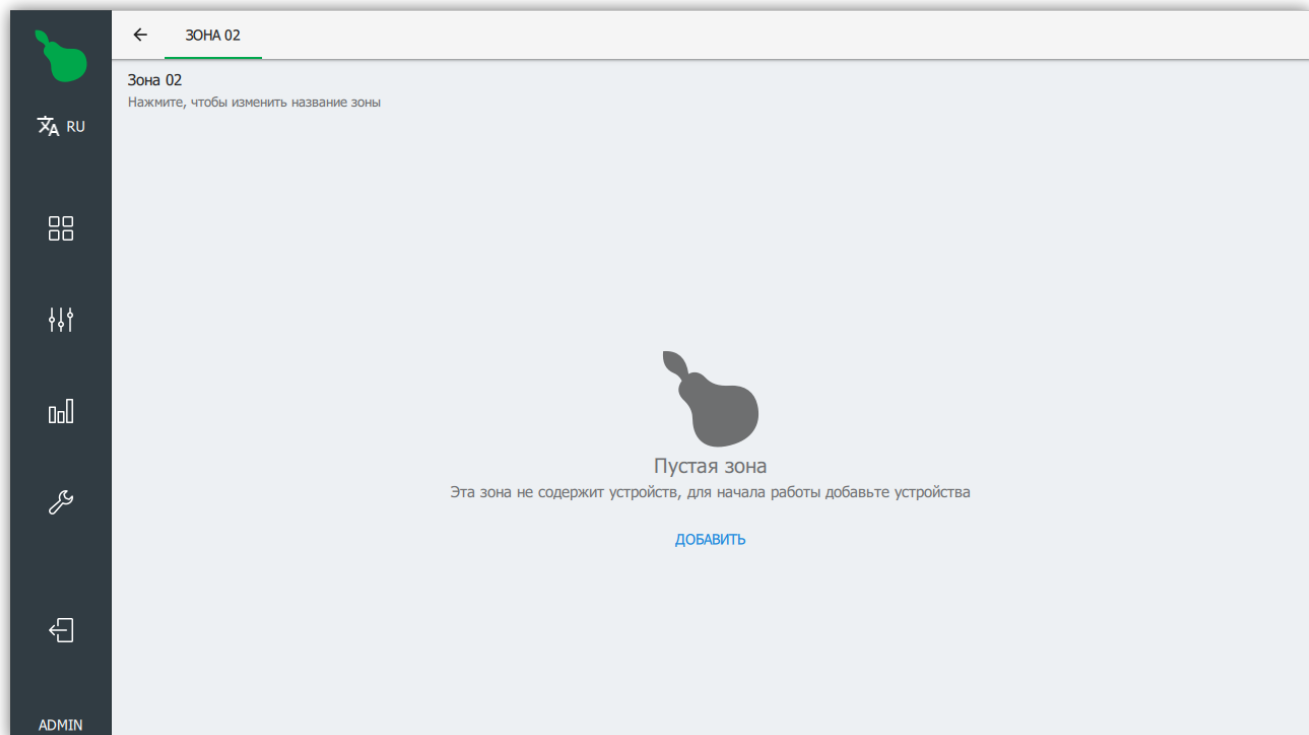 ЗОНА 02
Зона 02
Нажмите, чтобы изменить название зоны
RU
Пустая зона
Эта зона не содержит устройств, для начала работы добавьте устройства
ДОБАВИТЬ
ADMIN